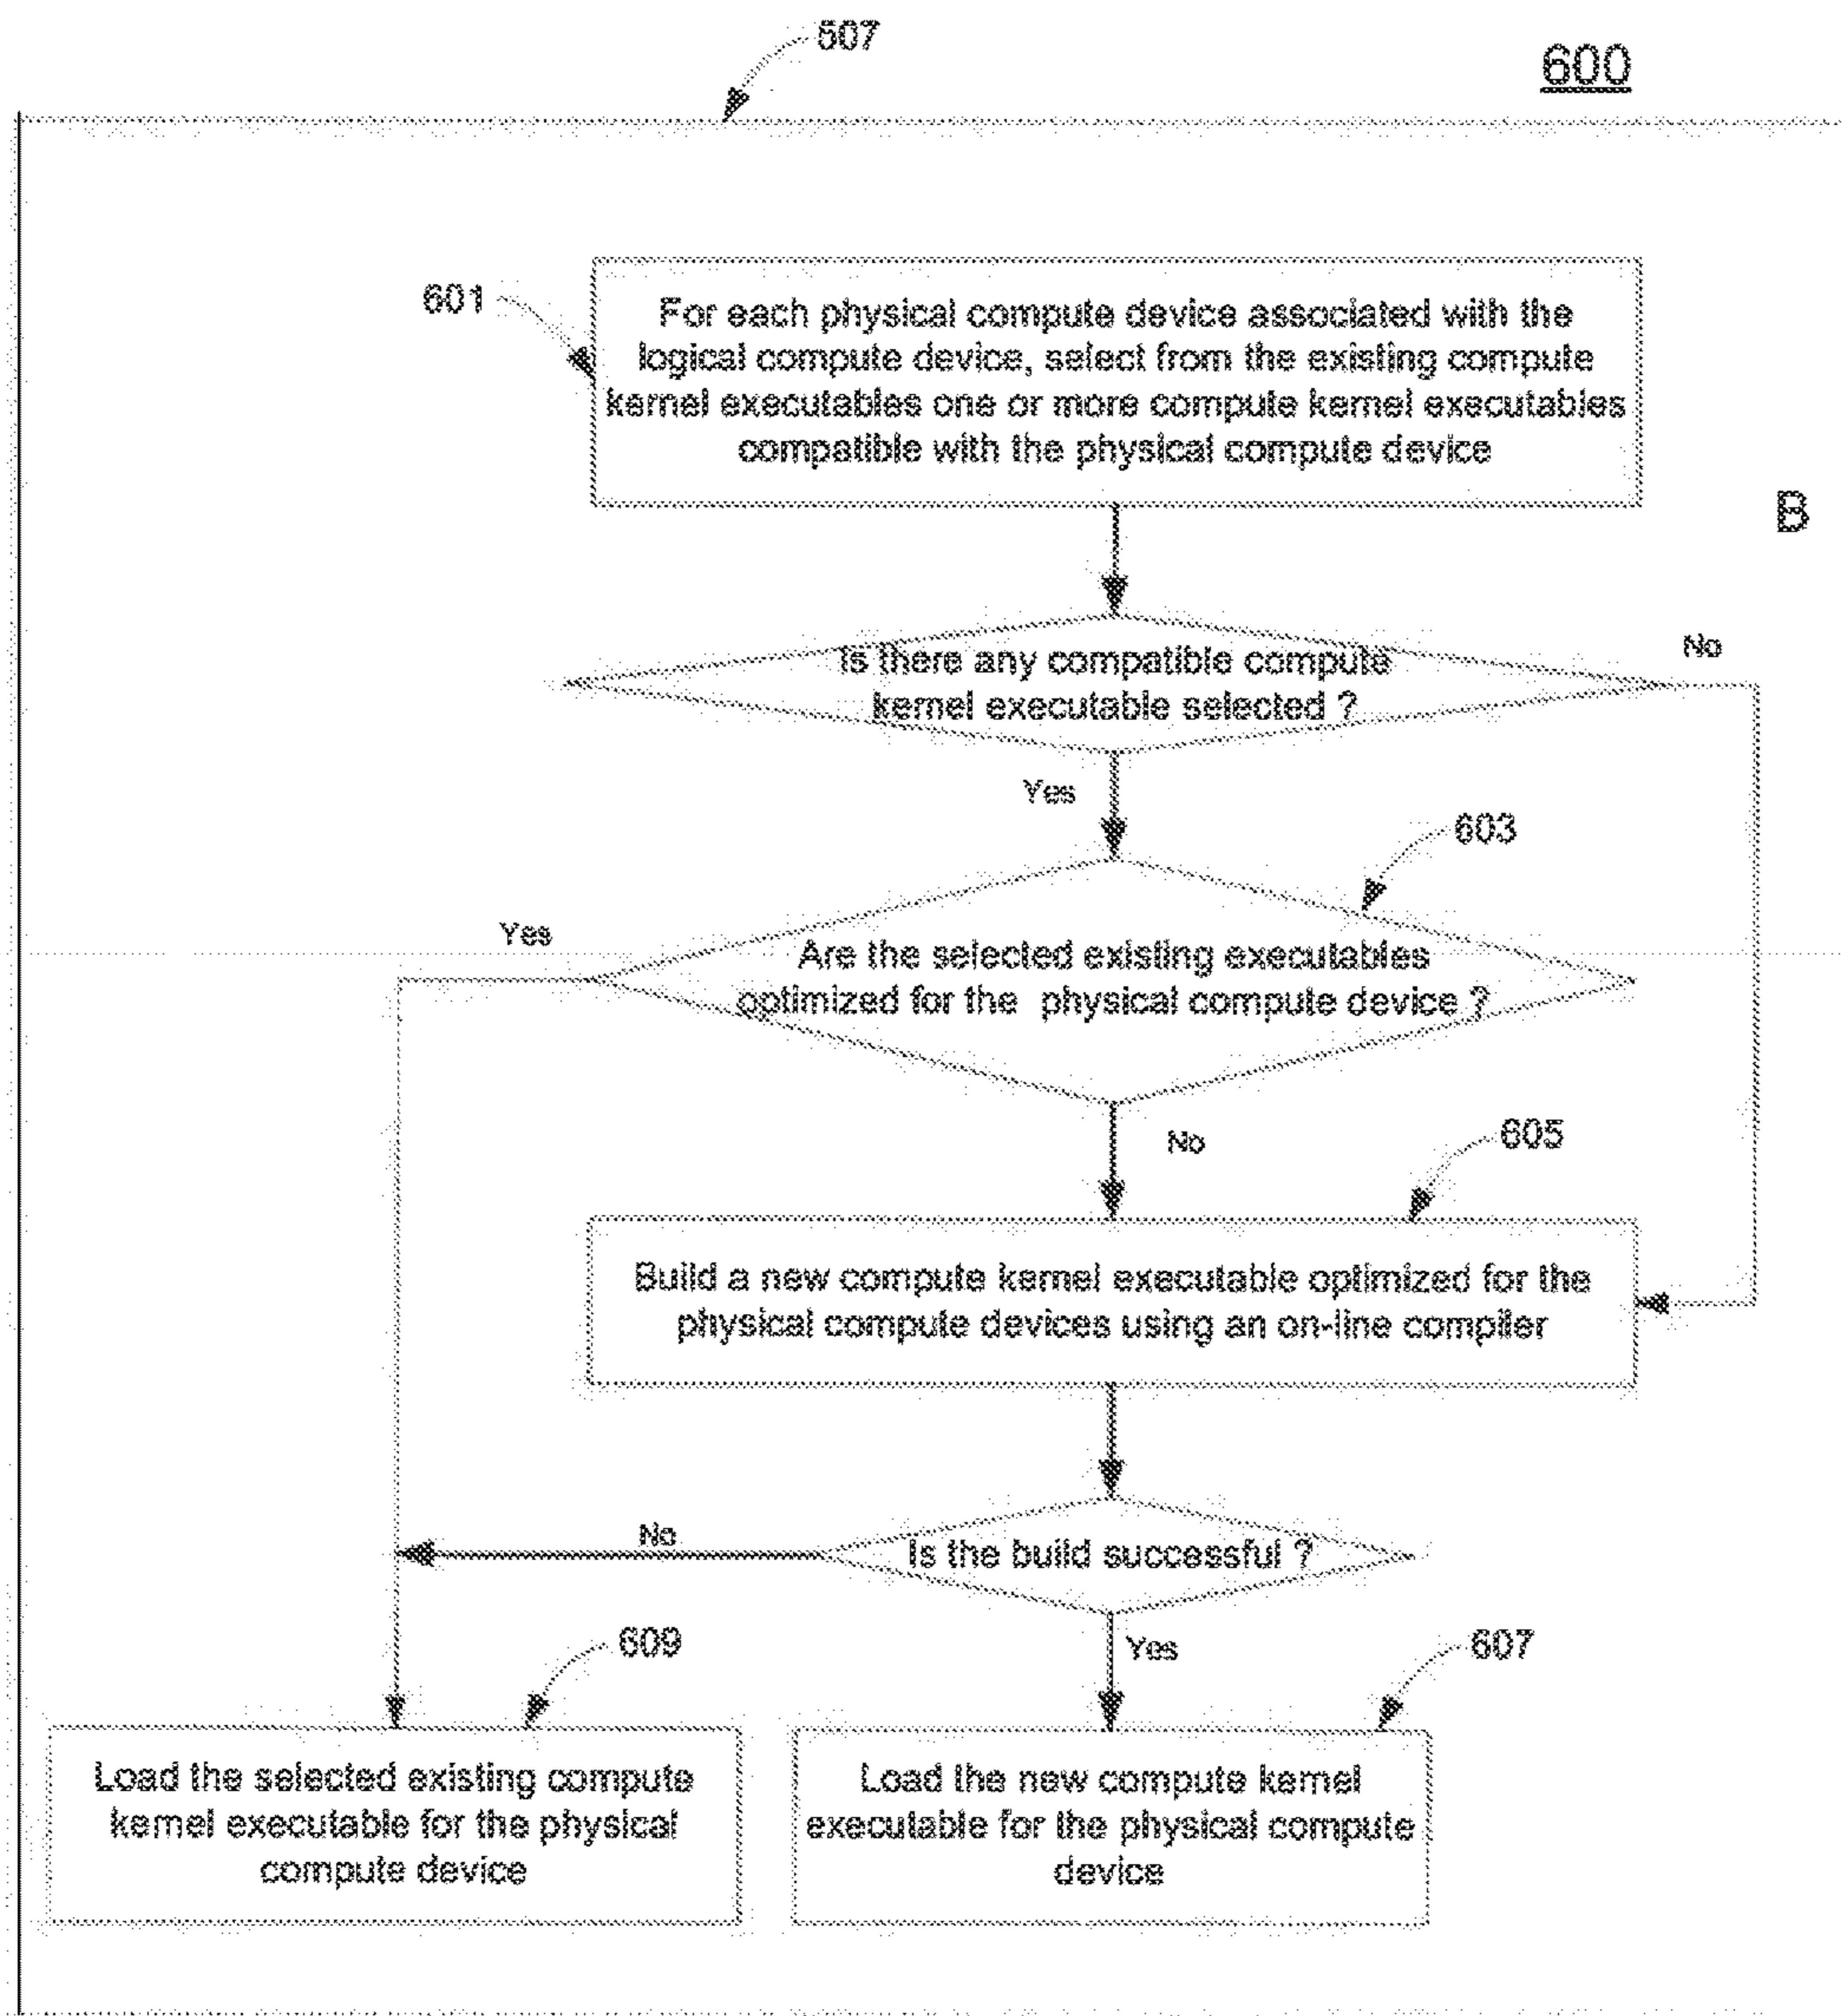 507
600
601
For each physical compute device associated with the
logical compute device, select from the existing compute
kernel executables one or more compute kernel executables
compatible with the physical compute device
B
Is there any compatible compute
kernel executable selected ?
No
Yes
603
Yes
Are the selected existing executables
optimized for the physical compute device ?
No
605
Build a new compute kernel executable optimized for the
physical compute devices using an on-line compiler
No
Is the build successful ?
609
Yes
607
Load the selected existing compute
kernel executable for the physical
compute device
Load the new compute kernel
executable for the physical compute
device